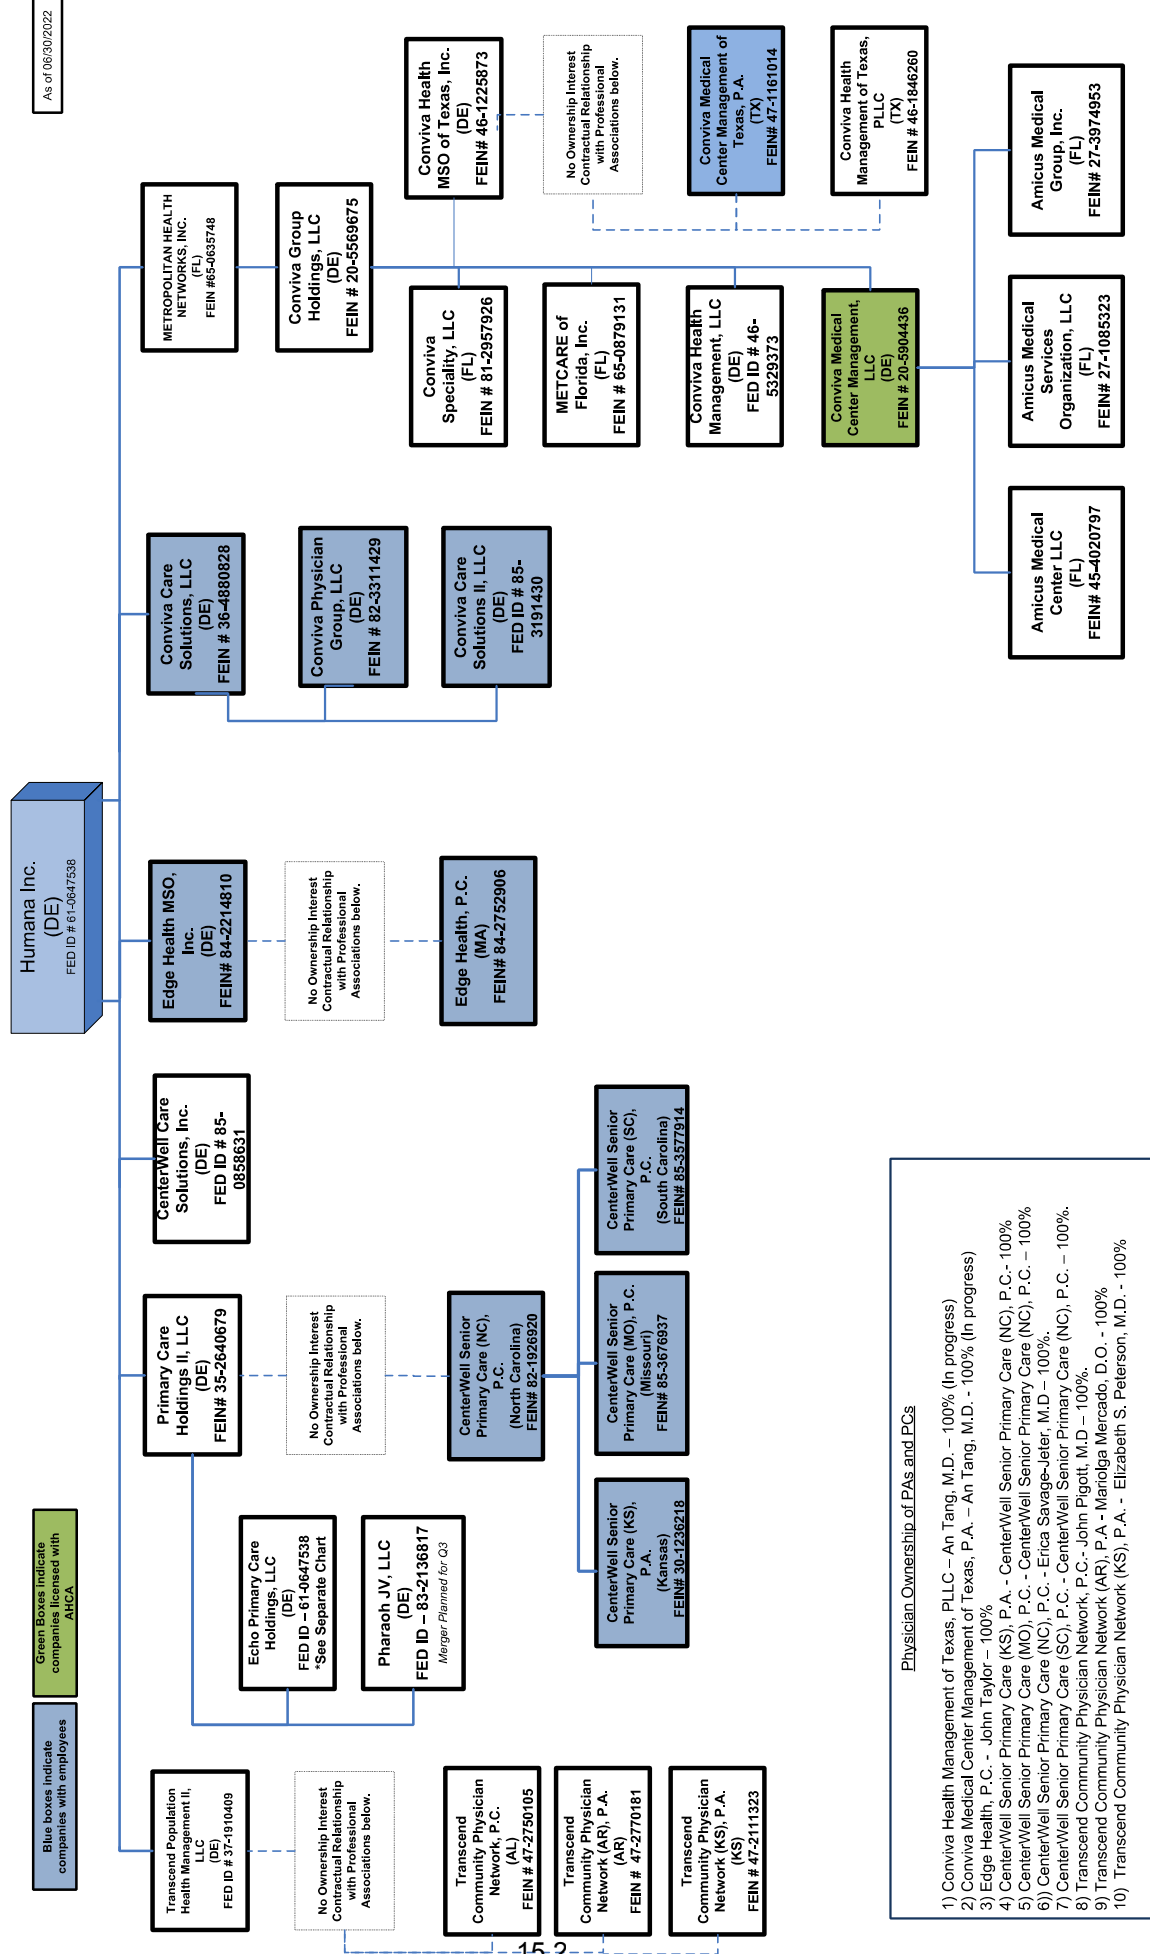 As of 06/30/2022
Blue boxes indicate
companies with employees
Green Boxes indicate
companies licensed with
AHCA
Humana Inc.
(DE)
FED ID # 61-0647538
Transcend Population
Health Management II,
LLC
(DE)
FED ID # 37-1910409
No Ownership Interest
Contractual Relationship
with Professional
Associations below.
Transcend
Community Physician
Network, P.C.
(AL)
FEIN # 47-2750105
Transcend
Community Physician
Network (AR), P.A.
(AR)
FEIN # 47-2770181
Transcend
Community Physician
Network (KS), P.A.
(KS)
FEIN # 47-2111323
Primary Care
Holdings II, LLC
(DE)
FEIN# 35-2640679
Echo Primary Care
Holdings, LLC
(DE)
FED ID – 61-0647538
*See Separate Chart
Pharaoh JV, LLC
(DE)
FED ID – 83-2136817
Merger Planned for Q3
No Ownership Interest
Contractual Relationship
with Professional
Associations below.
CenterWell Senior
Primary Care (NC),
P.C.
(North Carolina)
FEIN# 82-1926920
CenterWell Senior
Primary Care (KS),
P.A.
(Kansas)
FEIN# 30-1236218
CenterWell Senior
Primary Care (MO), P.C.
(Missouri)
FEIN# 85-3676937
CenterWell Senior
Primary Care (SC),
P.C.
(South Carolina)
FEIN# 85-3577914
CenterWell Care
Solutions, Inc.
(DE)
FED ID # 85-
0858631
Edge Health MSO,
Inc.
(DE)
FEIN# 84-2214810
No Ownership Interest
Contractual Relationship
with Professional
Associations below.
Edge Health, P.C.
(MA)
FEIN# 84-2752906
Conviva Care
Solutions, LLC
(DE)
FEIN # 36-4880828
Conviva Physician
Group, LLC
(DE)
FEIN # 82-3311429
Conviva Care
Solutions II, LLC
(DE)
FED ID # 85-
3191430
METROPOLITAN HEALTH
NETWORKS, INC.
(FL)
FEIN #65-0635748
Conviva Group
Holdings, LLC
(DE)
FEIN # 20-5569675
Conviva
Speciality, LLC
(FL)
FEIN # 81-2957926
METCARE of
Florida, Inc.
(FL)
FEIN # 65-0879131
Conviva Health
Management, LLC
(DE)
FED ID # 46-
5329373
Conviva Medical
Center Management,
LLC
(DE)
FEIN # 20-5904436
Conviva Health
MSO of Texas, Inc.
(DE)
FEIN# 46-1225873
No Ownership Interest
Contractual Relationship
with Professional
Associations below.
Conviva Medical
Center Management of
Texas, P.A.
(TX)
FEIN# 47-1161014
Conviva Health
Management of Texas,
PLLC
(TX)
FEIN # 46-1846260
Amicus Medical
Center LLC
(FL)
FEIN# 45-4020797
Amicus Medical
Services
Organization, LLC
(FL)
FEIN# 27-1085323
Amicus Medical
Group, Inc.
(FL)
FEIN# 27-3974953
Physician Ownership of PAs and PCs
1) Conviva Health Management of Texas, PLLC – An Tang, M.D. – 100% (In progress)
2) Conviva Medical Center Management of Texas, P.A. – An Tang, M.D. - 100% (In progress)
3) Edge Health, P.C. - John Taylor – 100%
4) CenterWell Senior Primary Care (KS), P.A. - CenterWell Senior Primary Care (NC), P.C.- 100%
5) CenterWell Senior Primary Care (MO), P.C. - CenterWell Senior Primary Care (NC), P.C. – 100%
6)) CenterWell Senior Primary Care (NC), P.C. - Erica Savage-Jeter, M.D – 100%.
7) CenterWell Senior Primary Care (SC), P.C. - CenterWell Senior Primary Care (NC), P.C. – 100%.
8) Transcend Community Physician Network, P.C.- John Pigott, M.D – 100%.
9) Transcend Community Physician Network (AR), P.A - Mariolga Mercado, D.O. - 100%
10) Transcend Community Physician Network (KS), P.A. - Elizabeth S. Peterson, M.D. - 100%
15.2